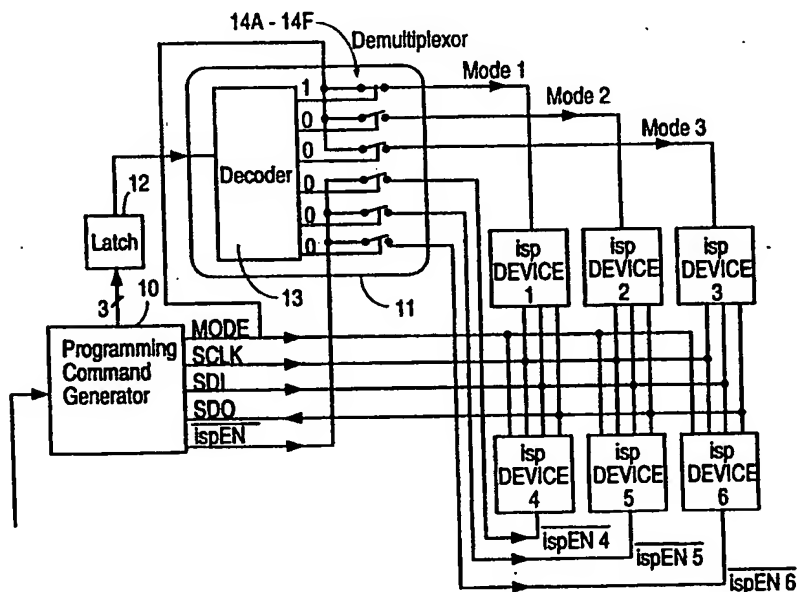 14A - 14F
Demultiplexor
Mode 1
Mode 2
Mode 3
1
0
0
0
0
0
Decoder
12
Latch
13
11
3
10
Programming
Command
Generator
MODE
SCLK
SDI
SDO
ispEN
isp
DEVICE
1
isp
DEVICE
2
isp
DEVICE
3
isp
DEVICE
4
isp
DEVICE
5
isp
DEVICE
6
ispEN 4
ispEN 5
ispEN 6